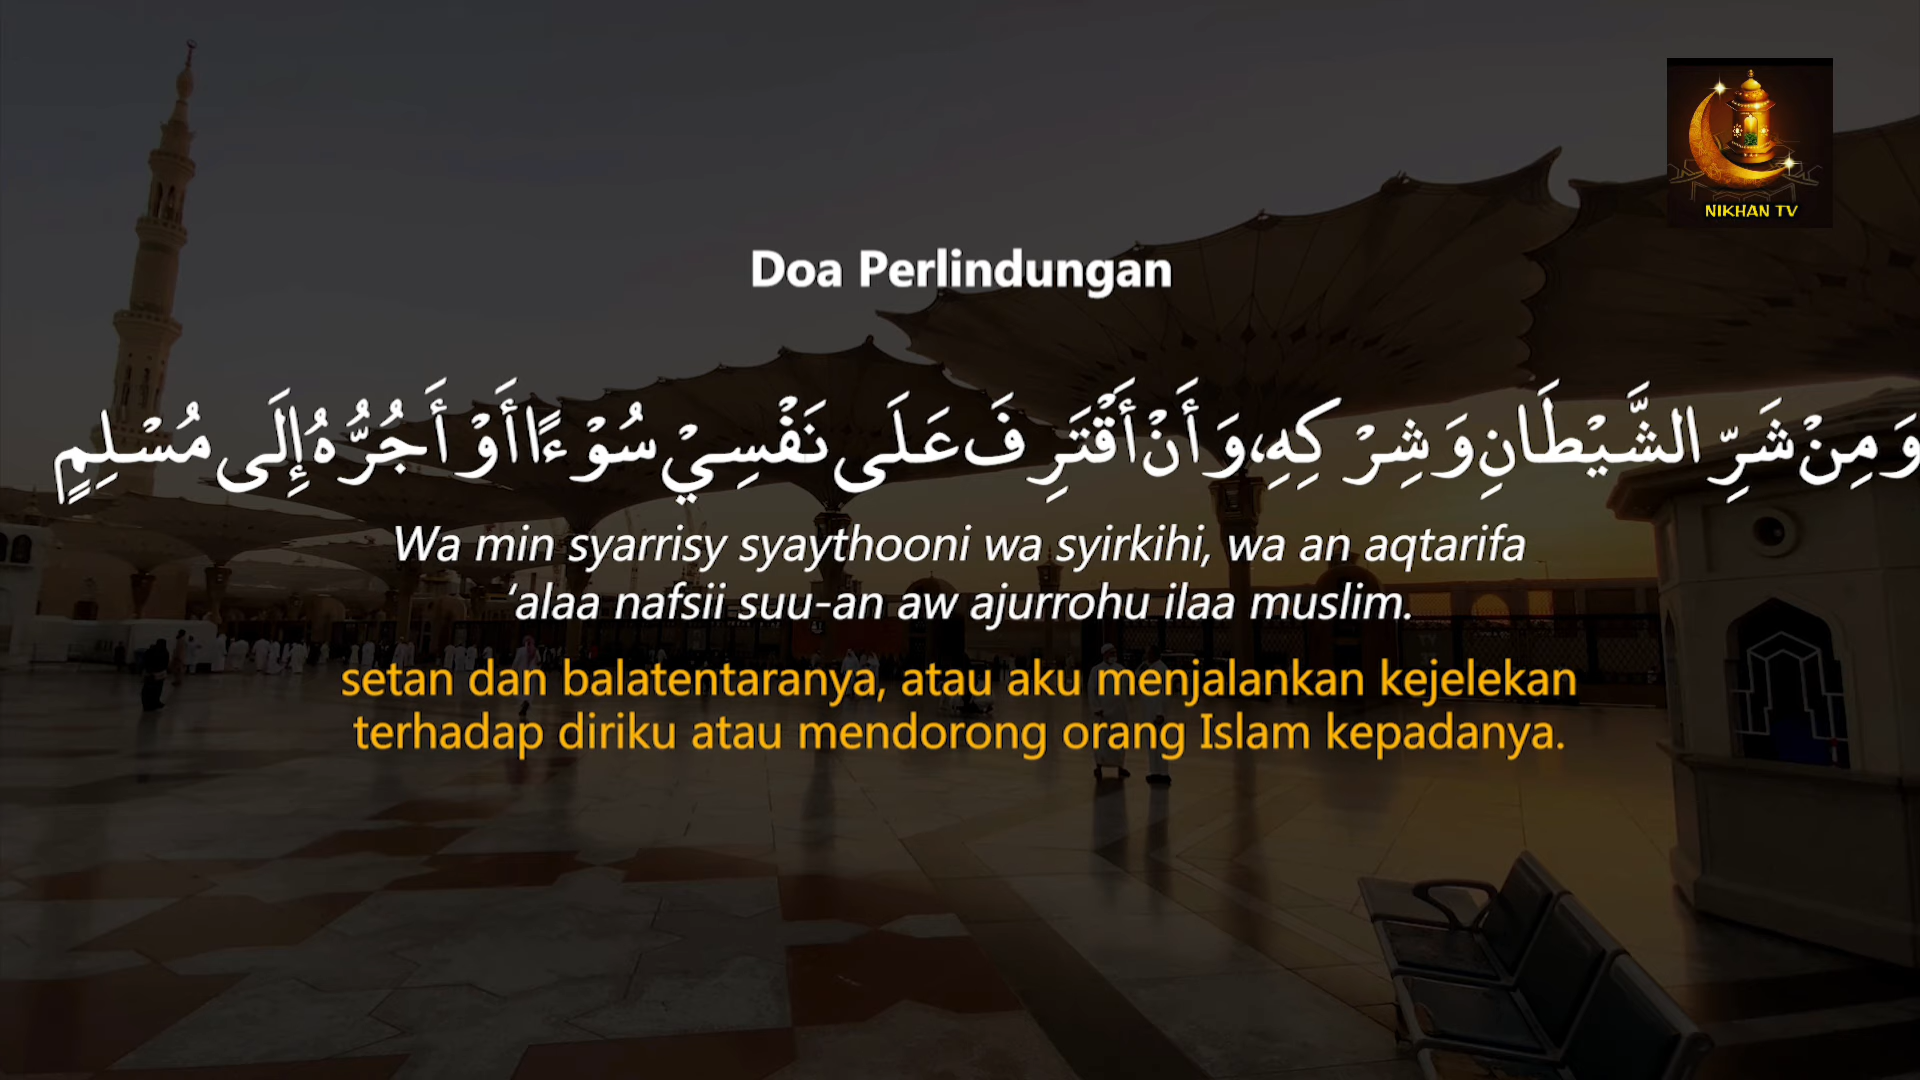 NIKHAN TV
Doa Perlindungan
وَمِنْ شَرِّ الشَّيْطَانِ وَشِرْكِهِ، وَأَنْ أَقْتَرِفَ عَلَى نَفْسِيْ سُوْءًا أَوْ أَجُرُّهُ إِلَى مُسْلِمٍ
Wa min syarrisy syaythooni wa syirkihi, wa an aqtarifa
‘alaa nafsii suu-an aw ajurrohu ilaa muslim.
setan dan balatentaranya, atau aku menjalankan kejelekan
terhadap diriku atau mendorong orang Islam kepadanya.